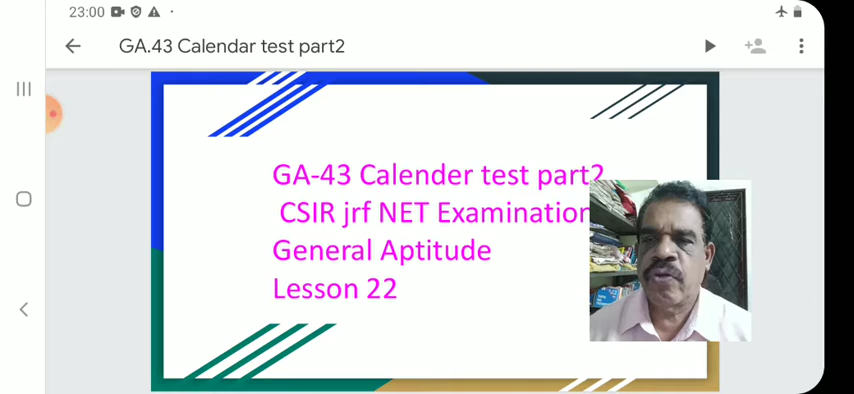 23:00
GA.43 Calendar test part2
GA-43 Calender test part2
CSIR jrf NET Examination
General Aptitude
Lesson 22